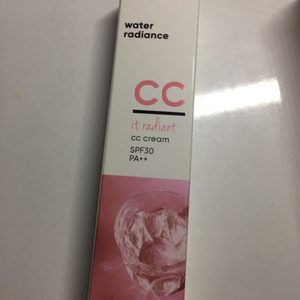 water
radiance
CC
it radiant
cc cream
SPF30
PA++